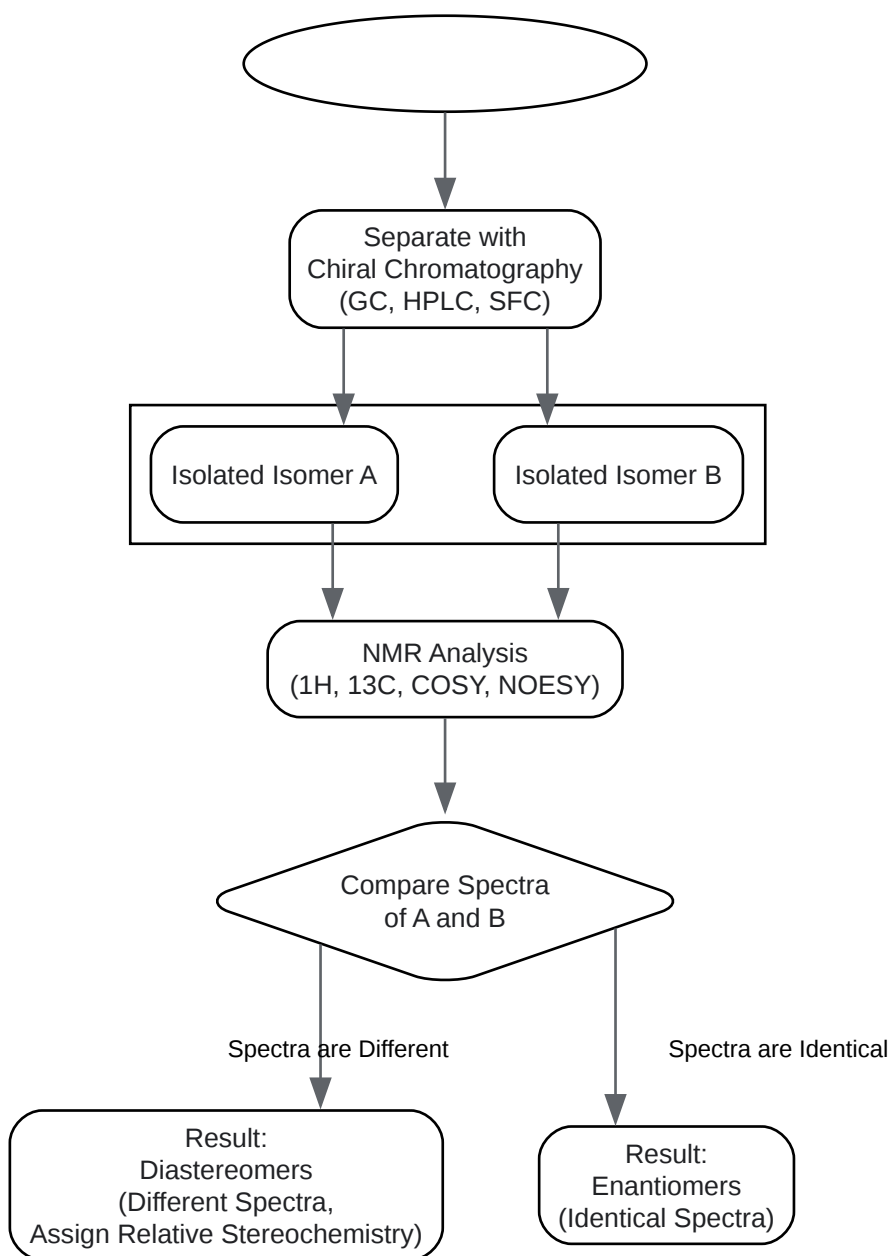 Separate with
Chiral Chromatography
(GC, HPLC, SFC)
Isolated Isomer A
Isolated Isomer B
NMR Analysis
(1H, 13C, COSY, NOESY)
Compare Spectra
of A and B
Spectra are Different
Spectra are Identical
Result:
Diastereomers
(Different Spectra,
Assign Relative Stereochemistry)
Result:
Enantiomers
(Identical Spectra)